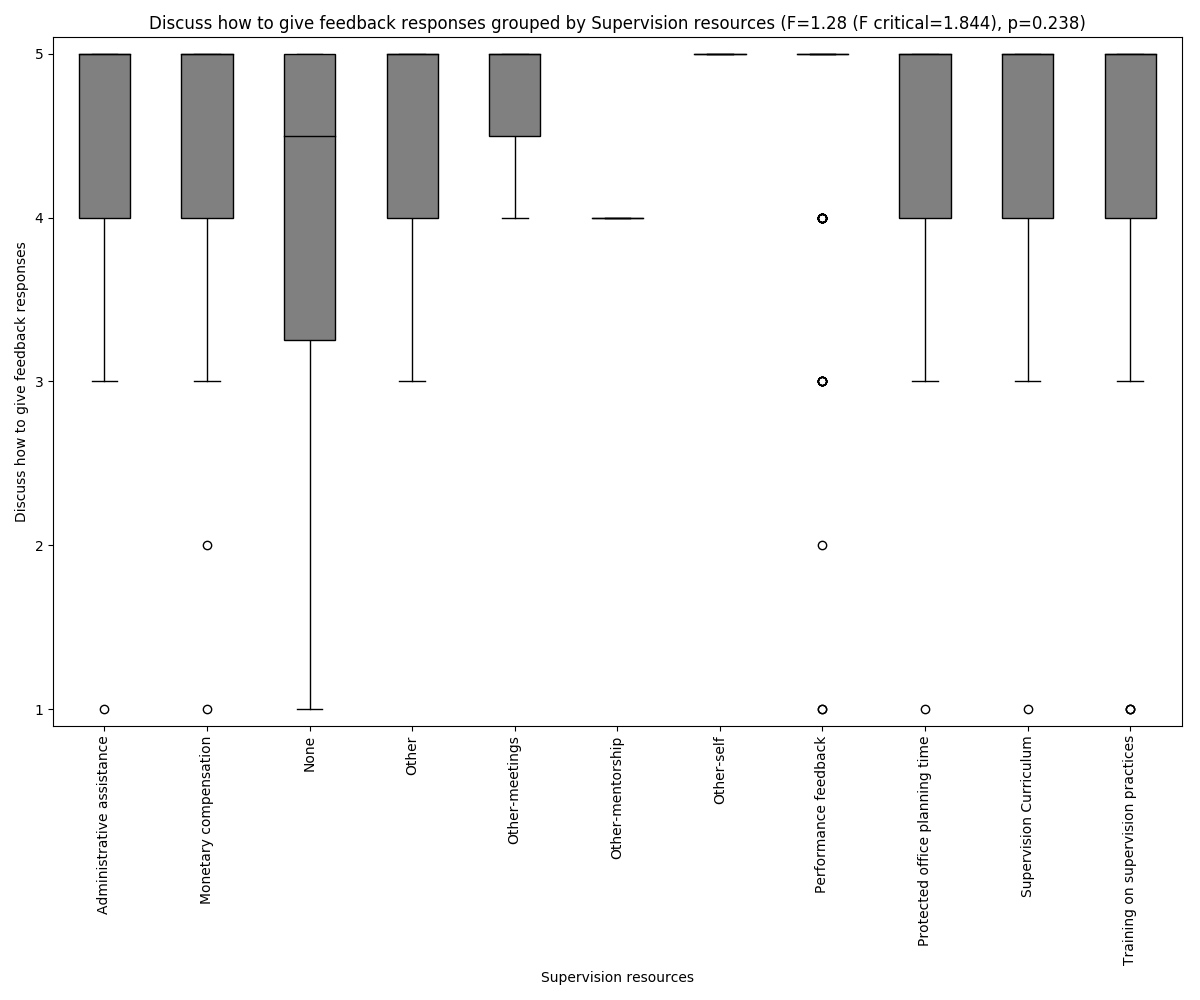 Discuss how to give feedback responses grouped by Supervision resources (F=1.28 (F critical=1.844), p=0.238)
Discuss how to give feedback responses
5
4
3
2
1
Administrative assistance
Monetary compensation
None
Other
Other-meetings
Other-mentorship
Other-self
Performance feedback
Protected office planning time
Supervision Curriculum
Training on supervision practices
Supervision resources